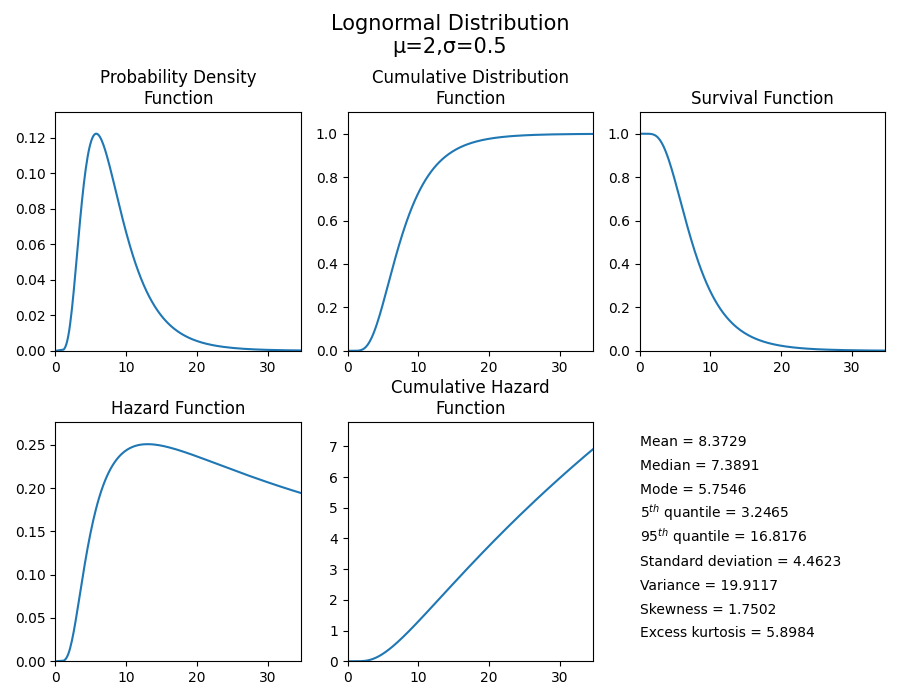 Lognormal Distribution
μ=2,σ=0.5
Probability Density
Function
0.12
0.10
0.08
0.06
0.04
0.02
0.00
0 10 20 30
Cumulative Distribution
Function
1.0
0.8
0.6
0.4
0.2
0.0
0 10 20 30
Survival Function
1.0
0.8
0.6
0.4
0.2
0.0
0 10 20 30
Hazard Function
0.25
0.20
0.15
0.10
0.05
0.00
0 10 20 30
Cumulative Hazard
Function
7
6
5
4
3
2
1
0
0 10 20 30
Mean = 8.3729
Median = 7.3891
Mode = 5.7546
5th quantile = 3.2465
95th quantile = 16.8176
Standard deviation = 4.4623
Variance = 19.9117
Skewness = 1.7502
Excess kurtosis = 5.8984